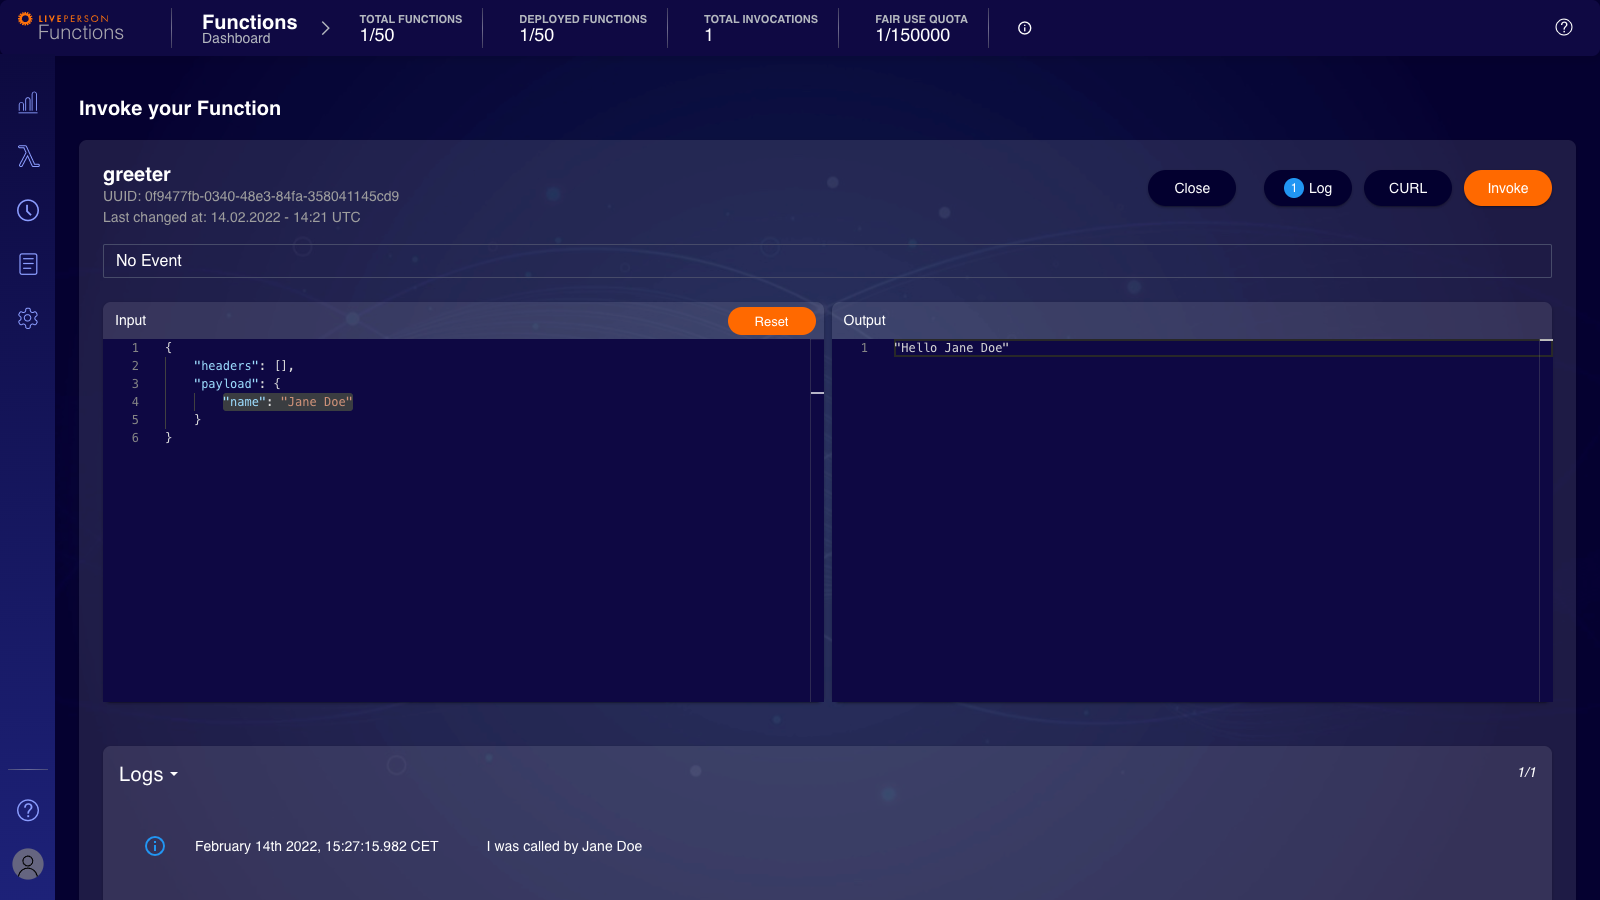 LIVEPERSON
Functions
Functions
Dashboard
TOTAL FUNCTIONS
1/50
DEPLOYED FUNCTIONS
1/50
TOTAL INVOCATIONS
1
FAIR USE QUOTA
1/150000
Invoke your Function
greeter
UUID: 0f9477fb-0340-48e3-84fa-358041145cd9
Last changed at: 14.02.2022 - 14:21 UTC
Close
1 Log
CURL
Invoke
No Event
Input
Reset
1 {
2 "headers": [],
3 "payload": {
4 "name": "Jane Doe"
5 }
6 }
Output
1 "Hello Jane Doe"
Logs
1/1
February 14th 2022, 15:27:15.982 CET I was called by Jane Doe